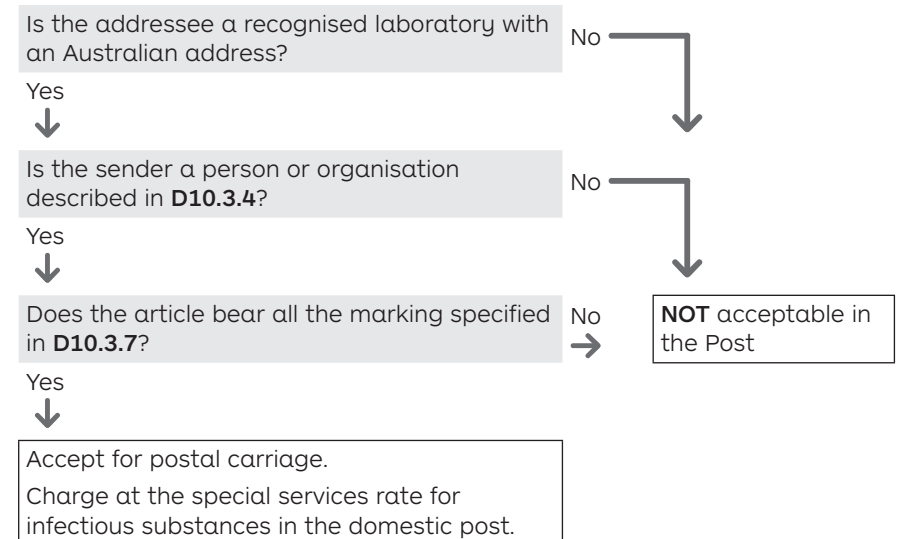 Is the addressee a recognised laboratory with
an Australian address?
No
Yes
Is the sender a person or organisation
described in D10.3.4?
No
Yes
Does the article bear all the marking specified
in D10.3.7?
No
NOT acceptable in
the Post
Yes
Accept for postal carriage.
Charge at the special services rate for
infectious substances in the domestic post.